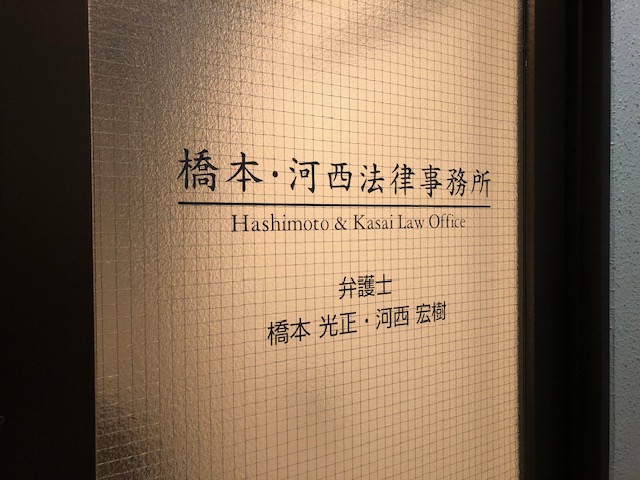 橋本・河西法律事務所
Hashimoto & Kasai Law Office
弁護士
橋本 光正・河西 宏樹